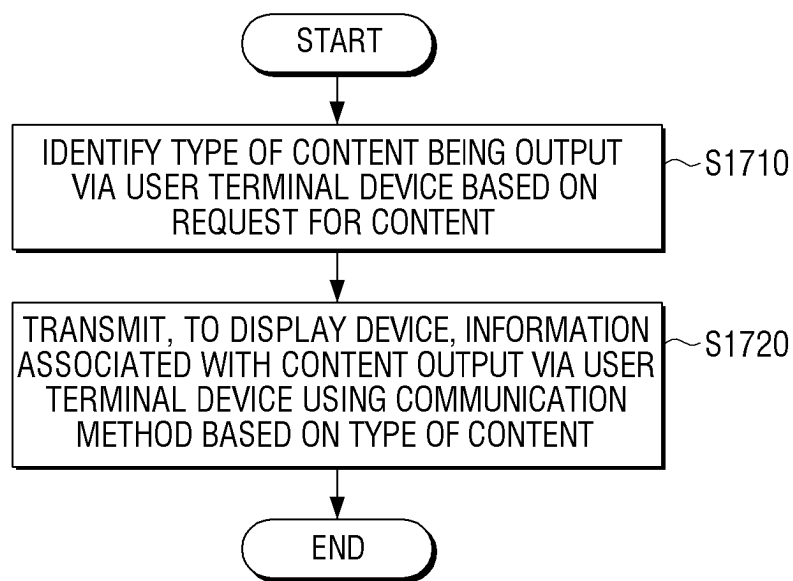 START
IDENTIFY TYPE OF CONTENT BEING OUTPUT
VIA USER TERMINAL DEVICE BASED ON
REQUEST FOR CONTENT
S1710
TRANSMIT, TO DISPLAY DEVICE, INFORMATION
ASSOCIATED WITH CONTENT OUTPUT VIA USER
TERMINAL DEVICE USING COMMUNICATION
METHOD BASED ON TYPE OF CONTENT
S1720
END